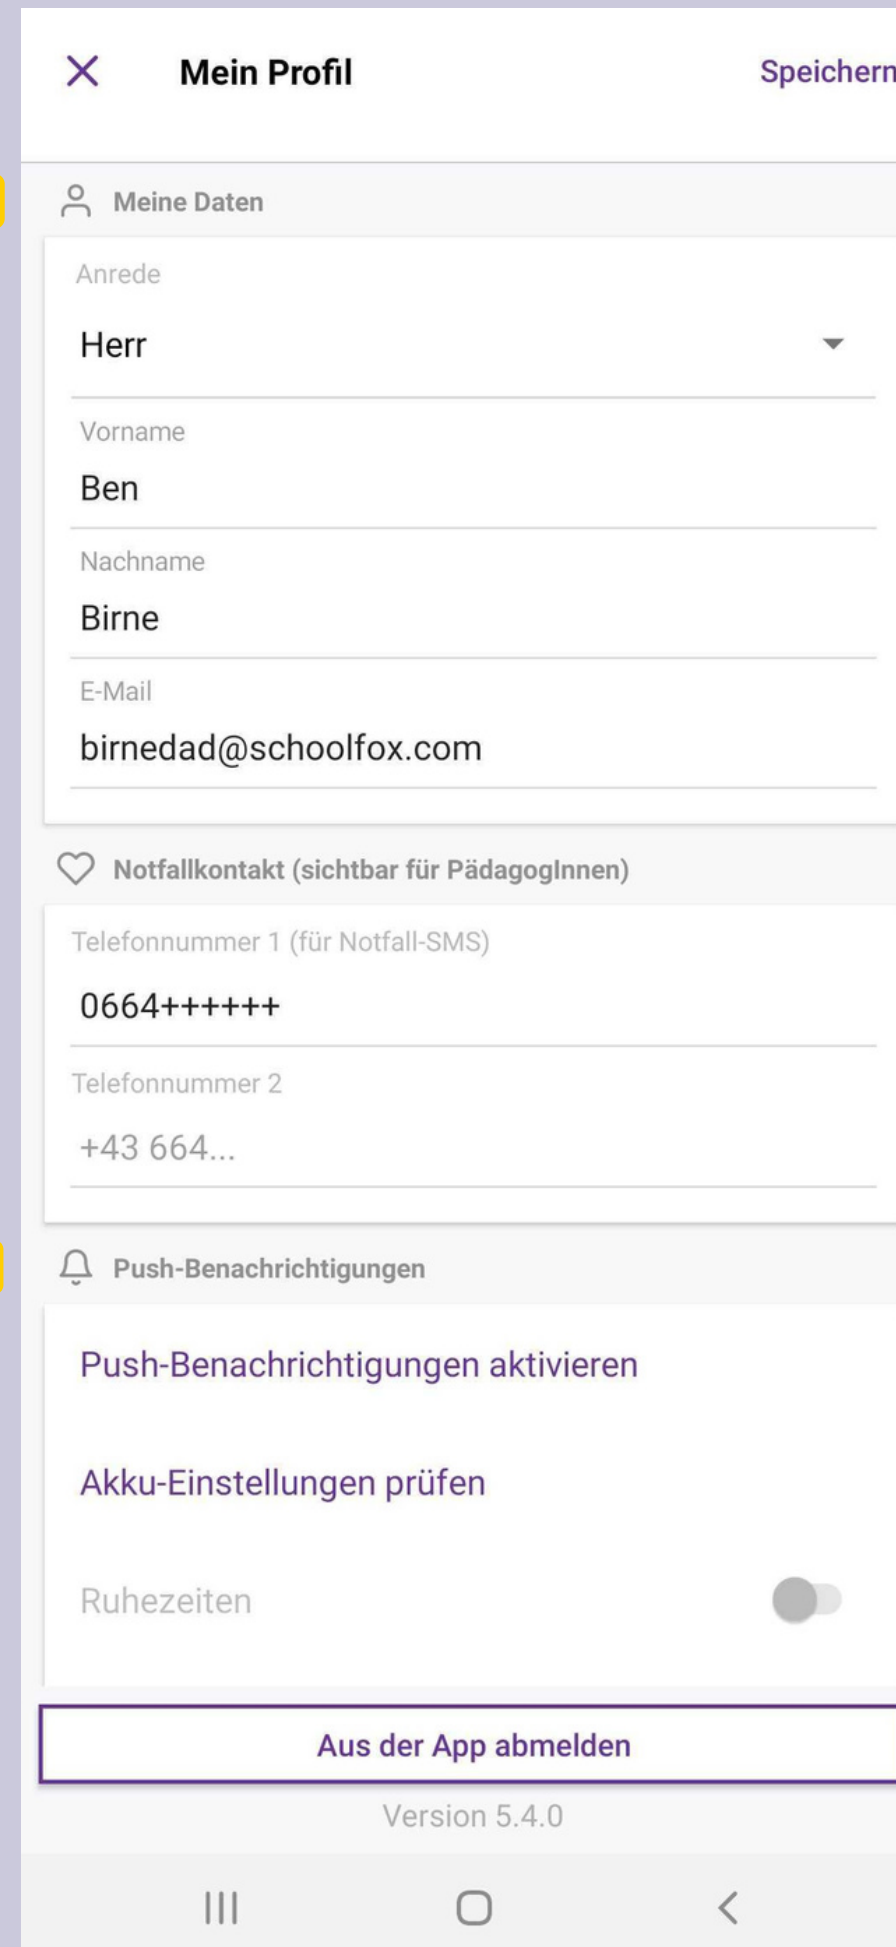 Mein Profil
Speichern
Meine Daten
Anrede
Herr
Vorname
Ben
Nachname
Birne
E-Mail
birnedad@schoolfox.com
Notfallkontakt (sichtbar für PädagogInnen)
Telefonnummer 1 (für Notfall-SMS)
0664++++++
Telefonnummer 2
+43 664...
Push-Benachrichtigungen
Push-Benachrichtigungen aktivieren
Akku-Einstellungen prüfen
Ruhezeiten
Aus der App abmelden
Version 5.4.0